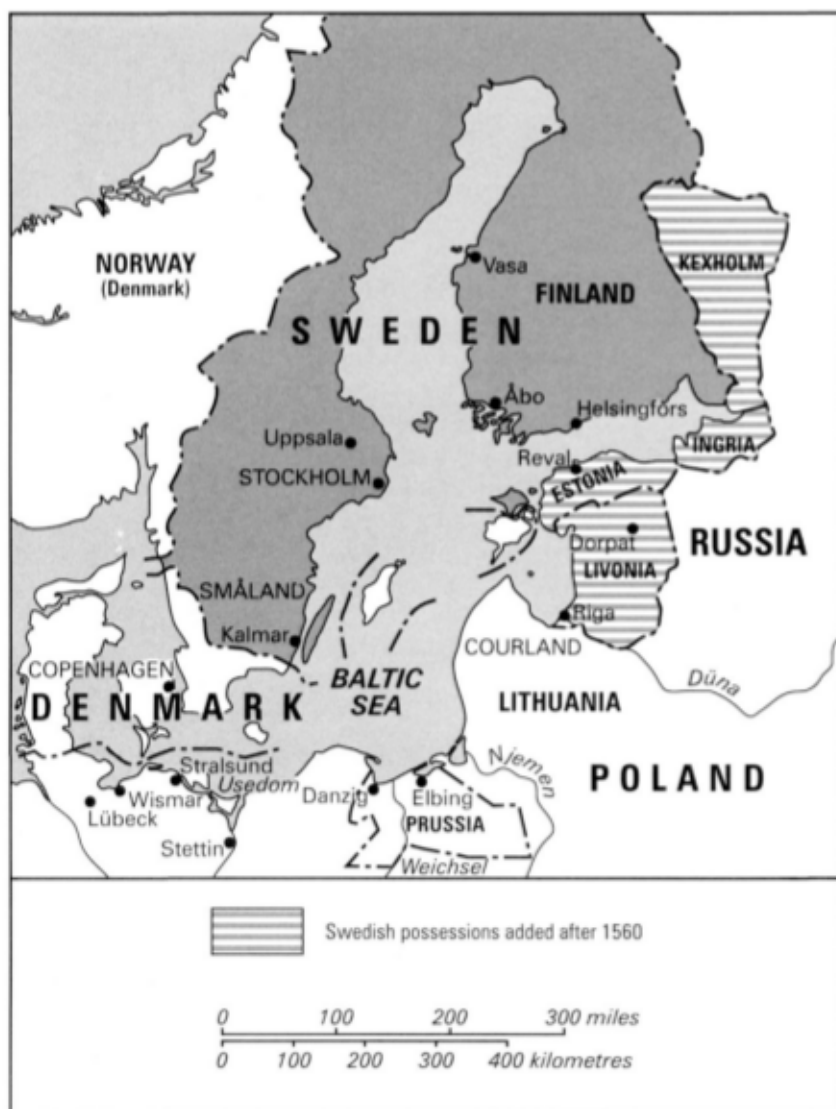 NORWAY
(Denmark)
Vasa
KEXHOLM
FINLAND
SWEDEN
Åbo
Helsingfors
Uppsala
INGRIA
Reval
STOCKHOLM
ESTONIA
Dorpat
RUSSIA
LIVONIA
SMÅLAND
Riga
Kalmar
COURLAND
COPENHAGEN
BALTIC
SEA
Düna
DENMARK
LITHUANIA
Stralsund
Usedom
Njemen
POLAND
Wismar
Danzig
Elbing
Lübeck
PRUSSIA
Stettin
Weichsel
Swedish possessions added after 1560
0 100 200 300 miles
0 100 200 300 400 kilometres